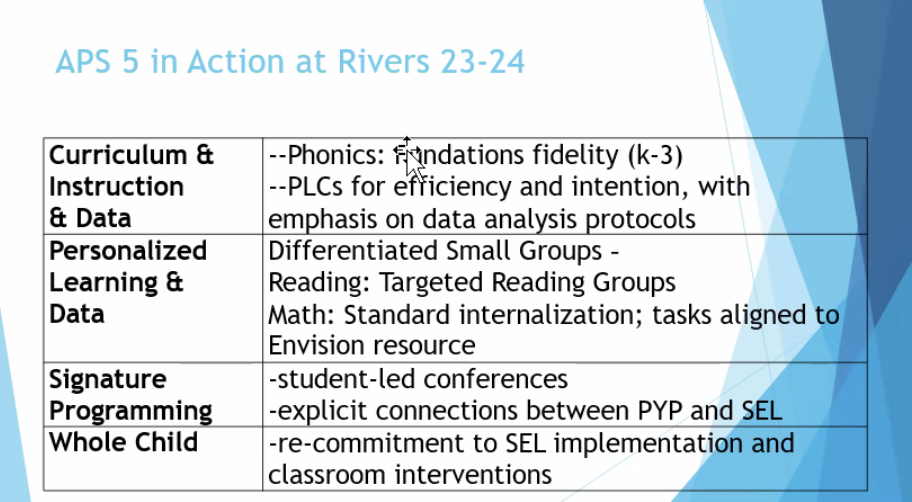 APS 5 in Action at Rivers 23-24
Curriculum &
Instruction
& Data
--Phonics: Fundations fidelity (k-3)
--PLCs for efficiency and intention, with
emphasis on data analysis protocols
Personalized
Learning &
Data
Differentiated Small Groups –
Reading: Targeted Reading Groups
Math: Standard internalization; tasks aligned to
Envision resource
Signature
Programming
-student-led conferences
-explicit connections between PYP and SEL
Whole Child
-re-commitment to SEL implementation and
classroom interventions